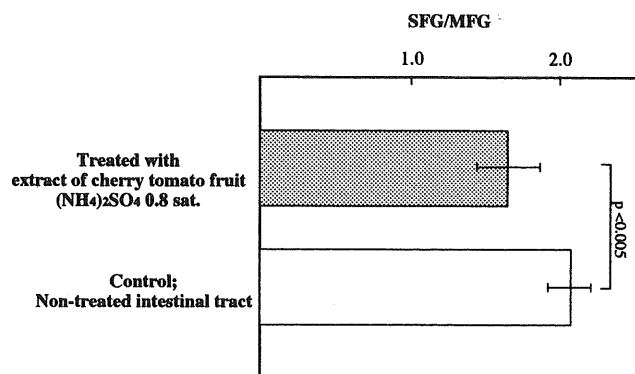 SFG/MFG
1.0 2.0
Treated with
extract of cherry tomato fruit
(NH4)2SO4 0.8 sat.
p <0.005
Control;
Non-treated intestinal tract